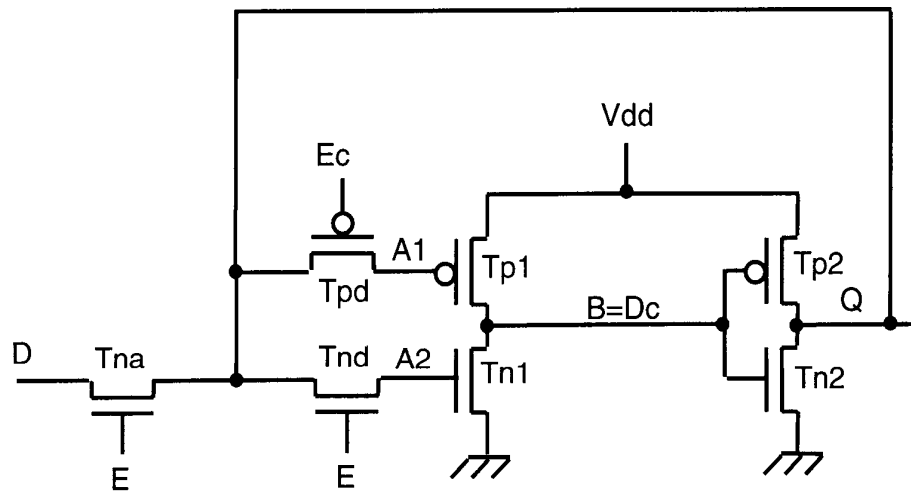 Vdd
Ec
A1
Tp1
Tp2
Tpd
B=Dc
Q
D
Tna
Tnd
A2
Tn1
Tn2
E
E